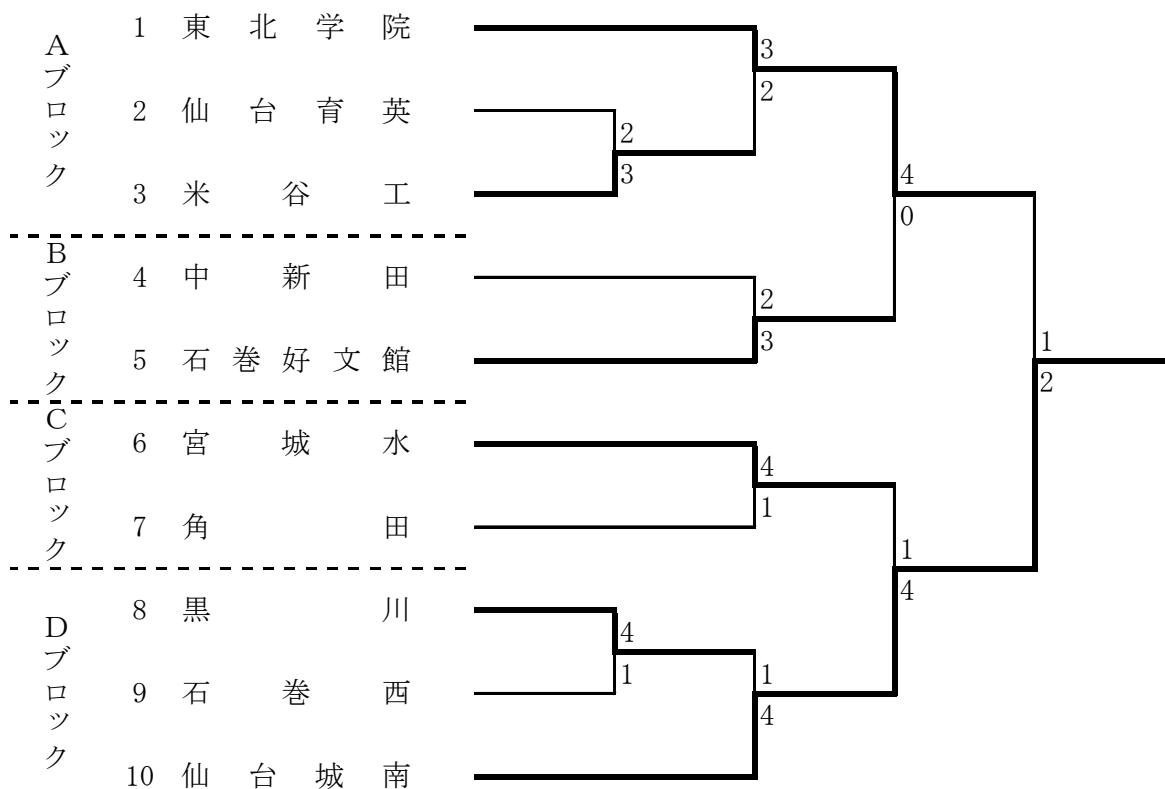 Aブロック
1 東北学院
2 仙台育英
3 米谷工
Bブロック
4 中新田
5 石巻好文館
Cブロック
6 宮城水
7 角田
Dブロック
8 黒川
9 石巻西
10 仙台城南
3
2
2
3
4
0
2
3
1
2
4
1
1
4
4
1
1
4